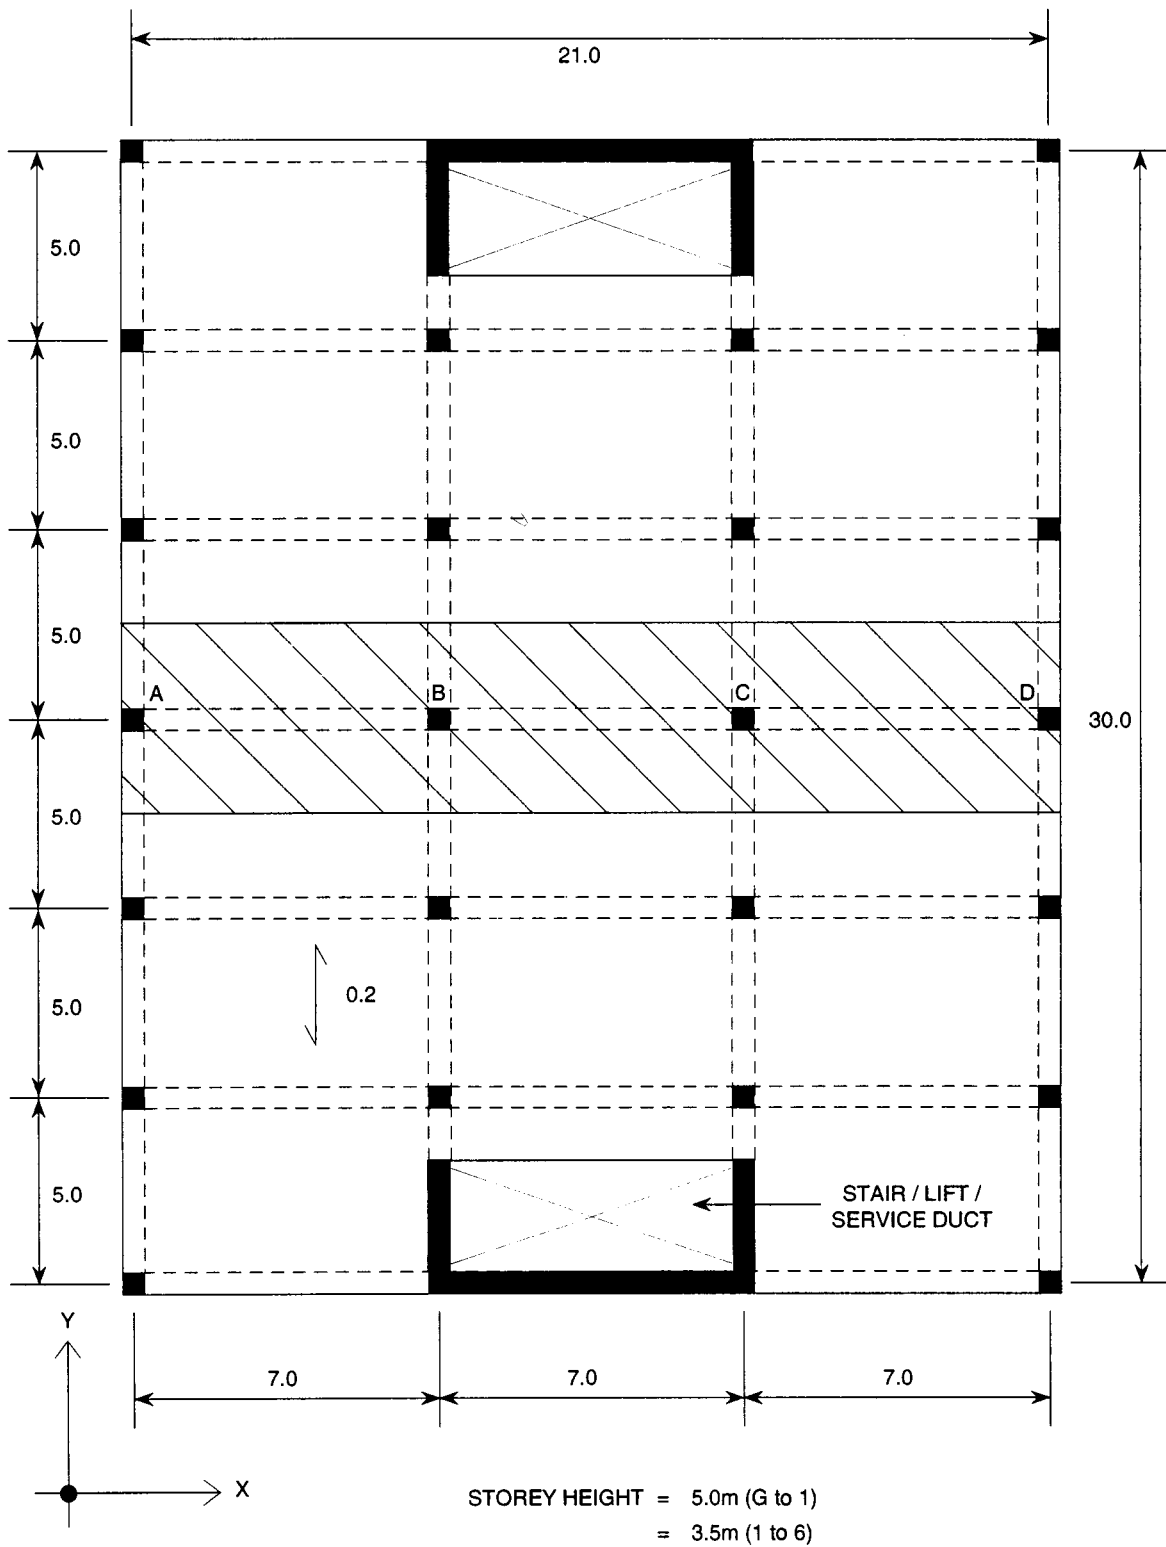 21.0
5.0
5.0
5.0
A B C D
30.0
5.0
0.2
5.0
5.0
STAIR / LIFT /
SERVICE DUCT
Y
7.0 7.0 7.0
X
STOREY HEIGHT = 5.0m (G to 1)
= 3.5m (1 to 6)